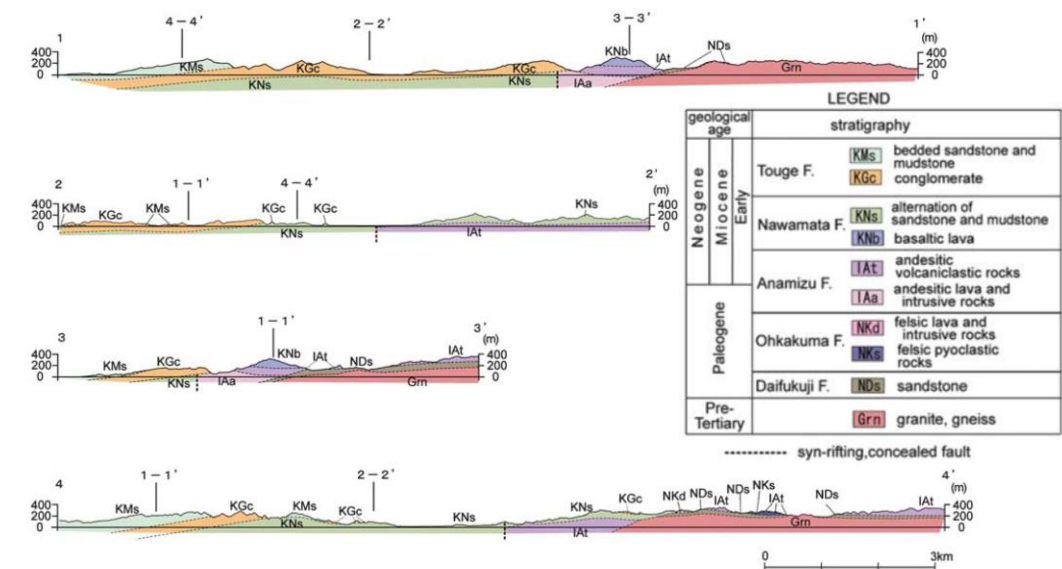 4－4'
2－2'
3－3'
1
1'
400
200
0
KMs
KGc
KNs
KGc
KNs
IAa
KNb
IAt
NDs
Grn
(m)
400
200
0
2
1－1'
4－4'
2'
400
200
0
KMs
KGc
KMs
KGc
KGc
KNs
KNs
IAt
(m)
400
200
0
3
1－1'
3'
400
200
0
KMs
KGc
KNs
IAa
KNb
IAt
NDs
IAt
Grn
(m)
400
200
0
4
1－1'
2－2'
4'
400
200
0
KMs
KGc
KMs
KNs
KGc
KNs
KNs
IAt
KGc
NKd
NDs
IAt
NDs
NKs
IAt
Grn
NDs
IAt
(m)
400
200
0
LEGEND
geological age
stratigraphy
Neogene
Miocene
Early
Paleogene
Pre-Tertiary
Touge F.
KMs bedded sandstone and mudstone
KGc conglomerate
Nawamata F.
KNs alternation of sandstone and mudstone
KNb basaltic lava
Anamizu F.
IAt andesitic volcaniclastic rocks
IAa andesitic lava and intrusive rocks
Ohkakuma F.
NKd felsic lava and intrusive rocks
NKs felsic pyoclastic rocks
Daifukuji F.
NDs sandstone
Grn granite, gneiss
syn-rifting,concealed fault
0
3km